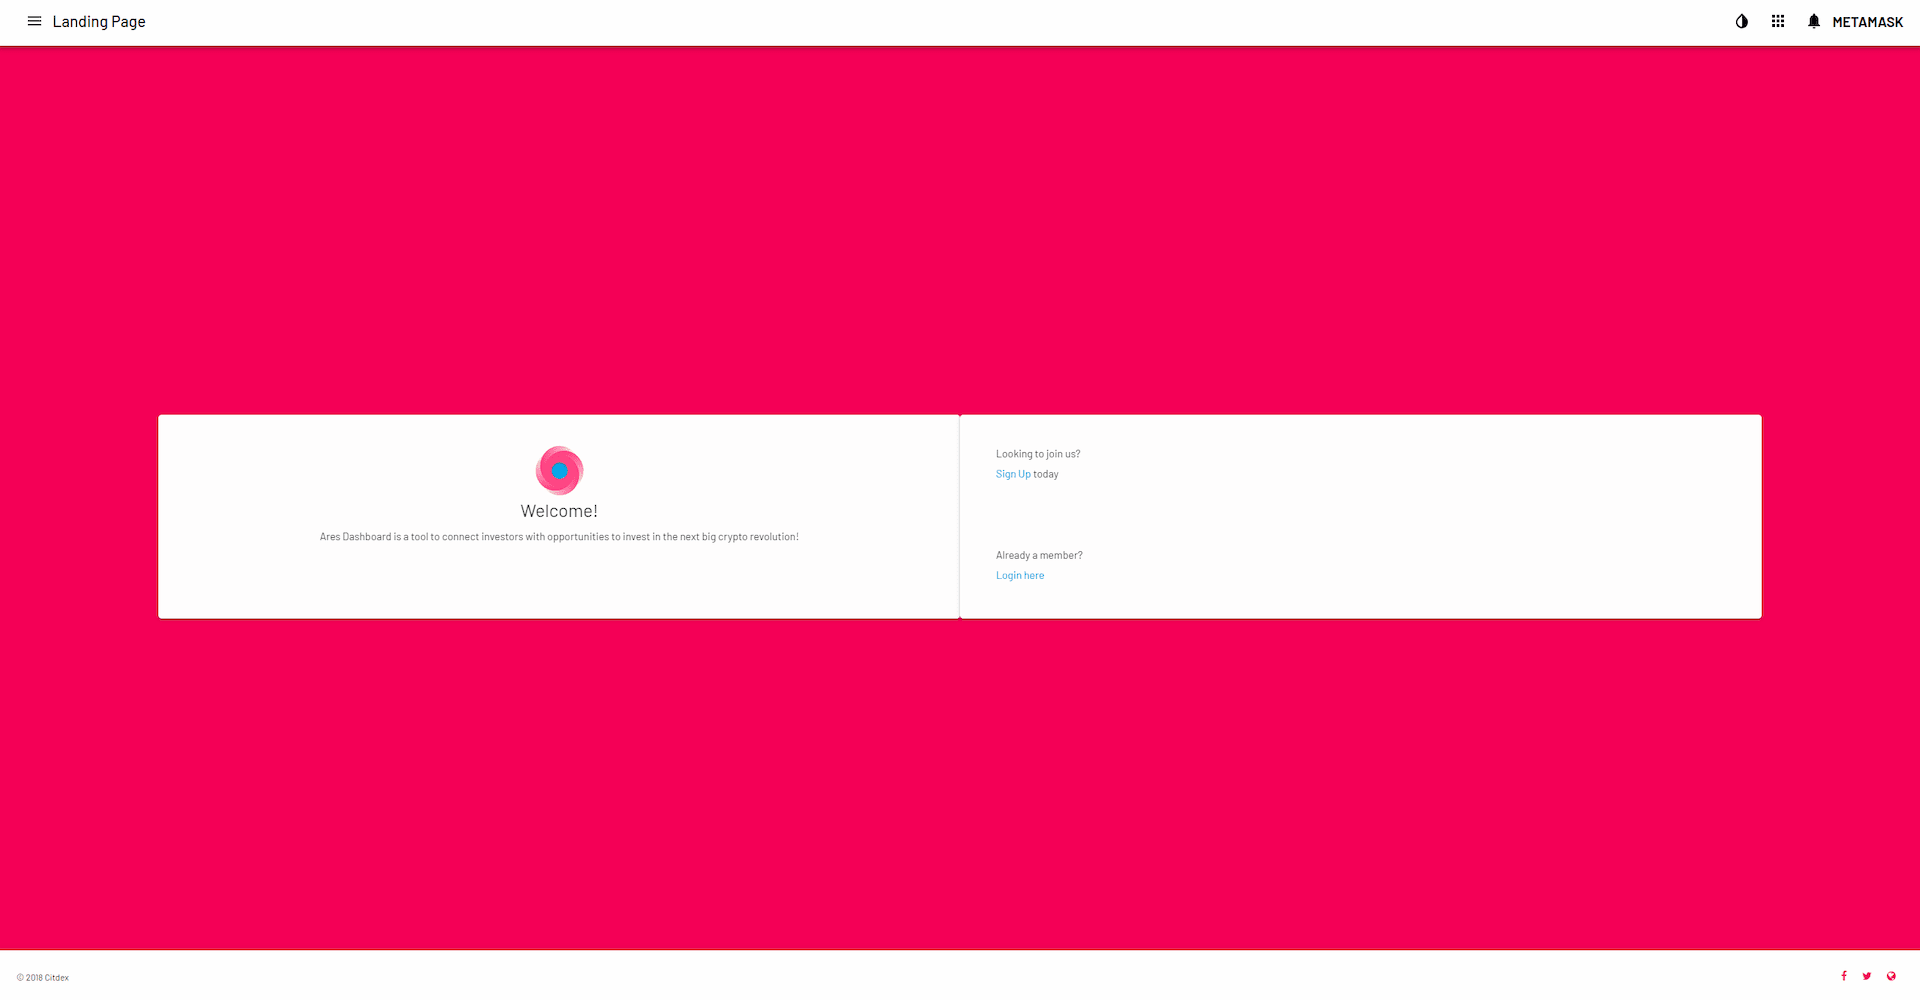 Landing Page
METAMASK
Welcome!
Ares Dashboard is a tool to connect investors with opportunities to invest in the next big crypto revolution!
Looking to join us?
Sign Up today
Already a member?
Login here
© 2018 Citdex